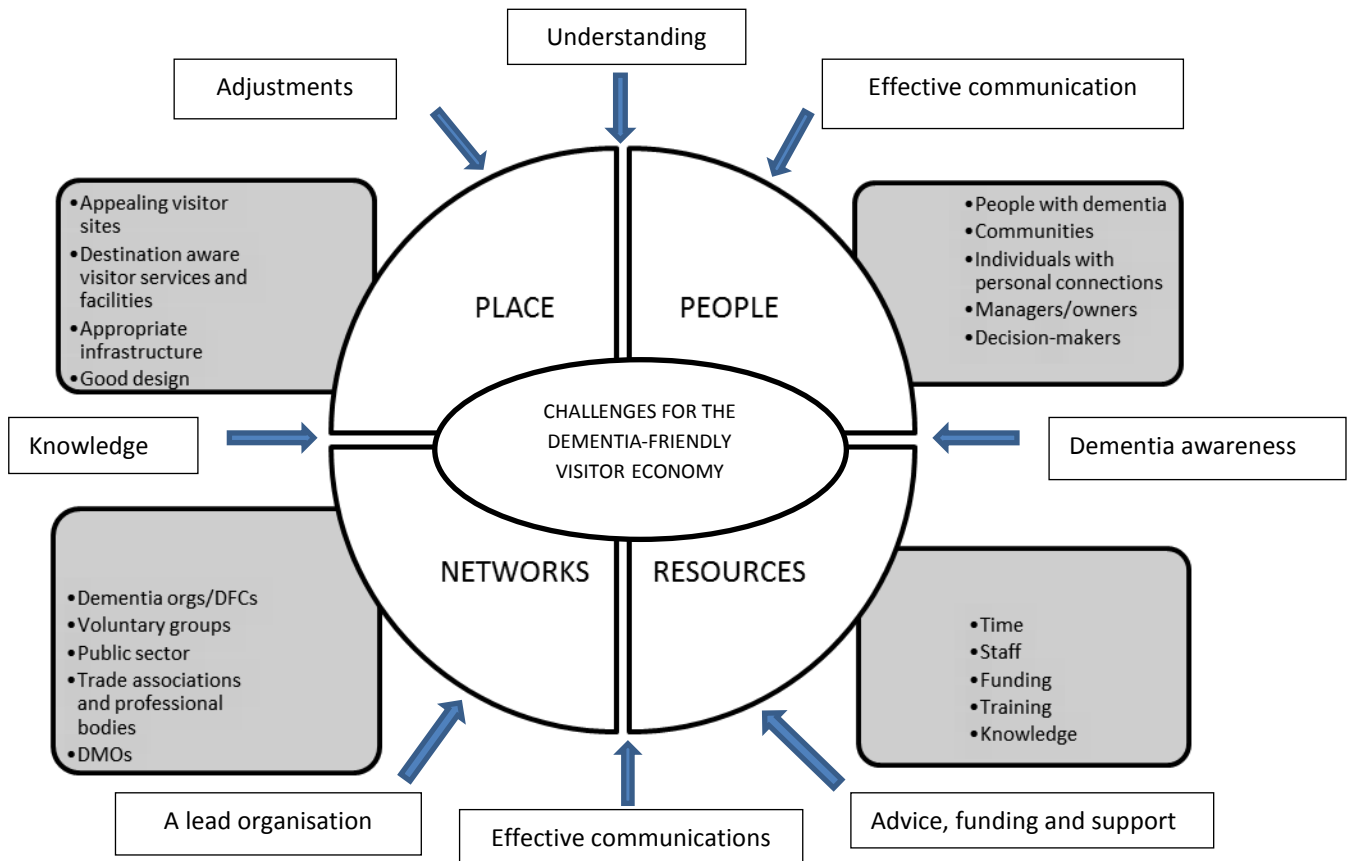 Understanding
Adjustments
Effective communication
•Appealing visitor
sites
•Destination aware
visitor services and
facilities
•Appropriate
infrastructure
•Good design
PLACE
PEOPLE
•People with dementia
•Communities
•Individuals with
personal connections
•Managers/owners
•Decision-makers
Knowledge
CHALLENGES FOR THE
DEMENTIA-FRIENDLY
VISITOR ECONOMY
Dementia awareness
•Dementia orgs/DFCs
•Voluntary groups
•Public sector
•Trade associations
and professional
bodies
•DMOs
NETWORKS
RESOURCES
•Time
•Staff
•Funding
•Training
•Knowledge
A lead organisation
Effective communications
Advice, funding and support